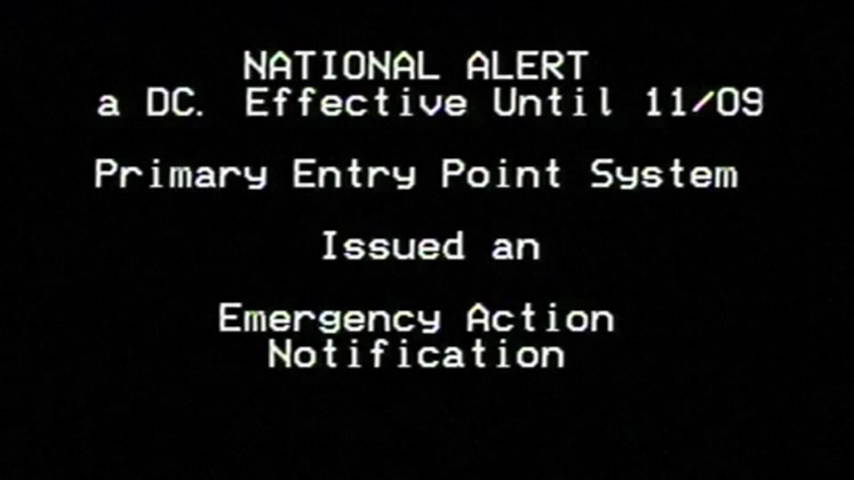 NATIONAL ALERT
a DC. Effective Until 11/09
Primary Entry Point System
Issued an
Emergency Action
Notification